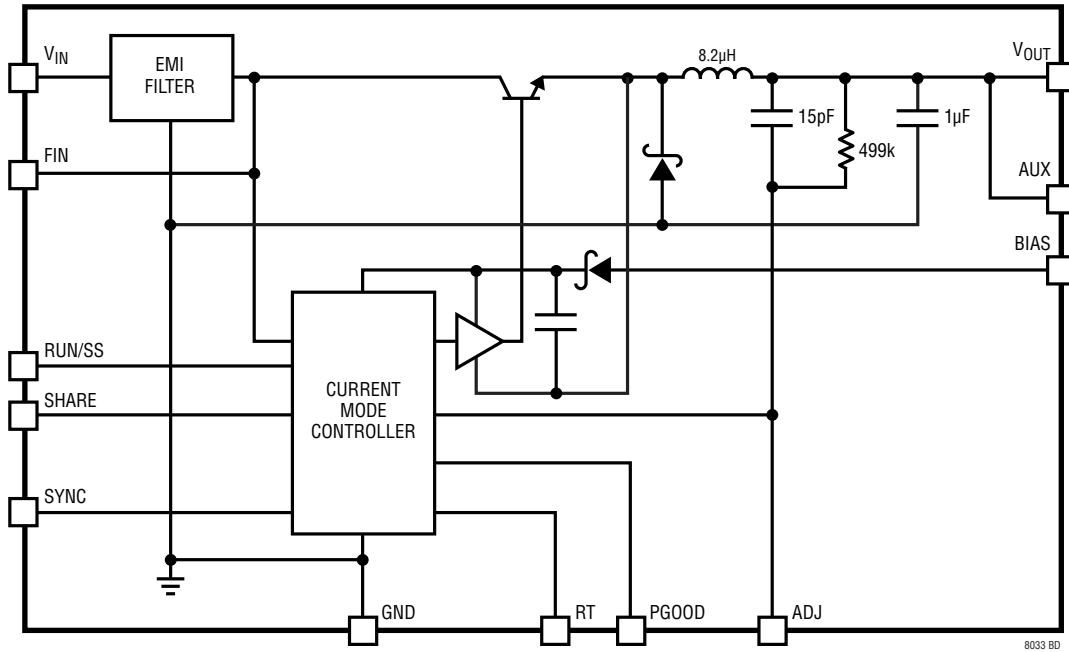 VIN
EMI
FILTER
8.2µH
VOUT
15pF
499k
1µF
FIN
AUX
BIAS
RUN/SS
SHARE
CURRENT
MODE
CONTROLLER
SYNC
GND
RT
PGOOD
ADJ
8033 BD